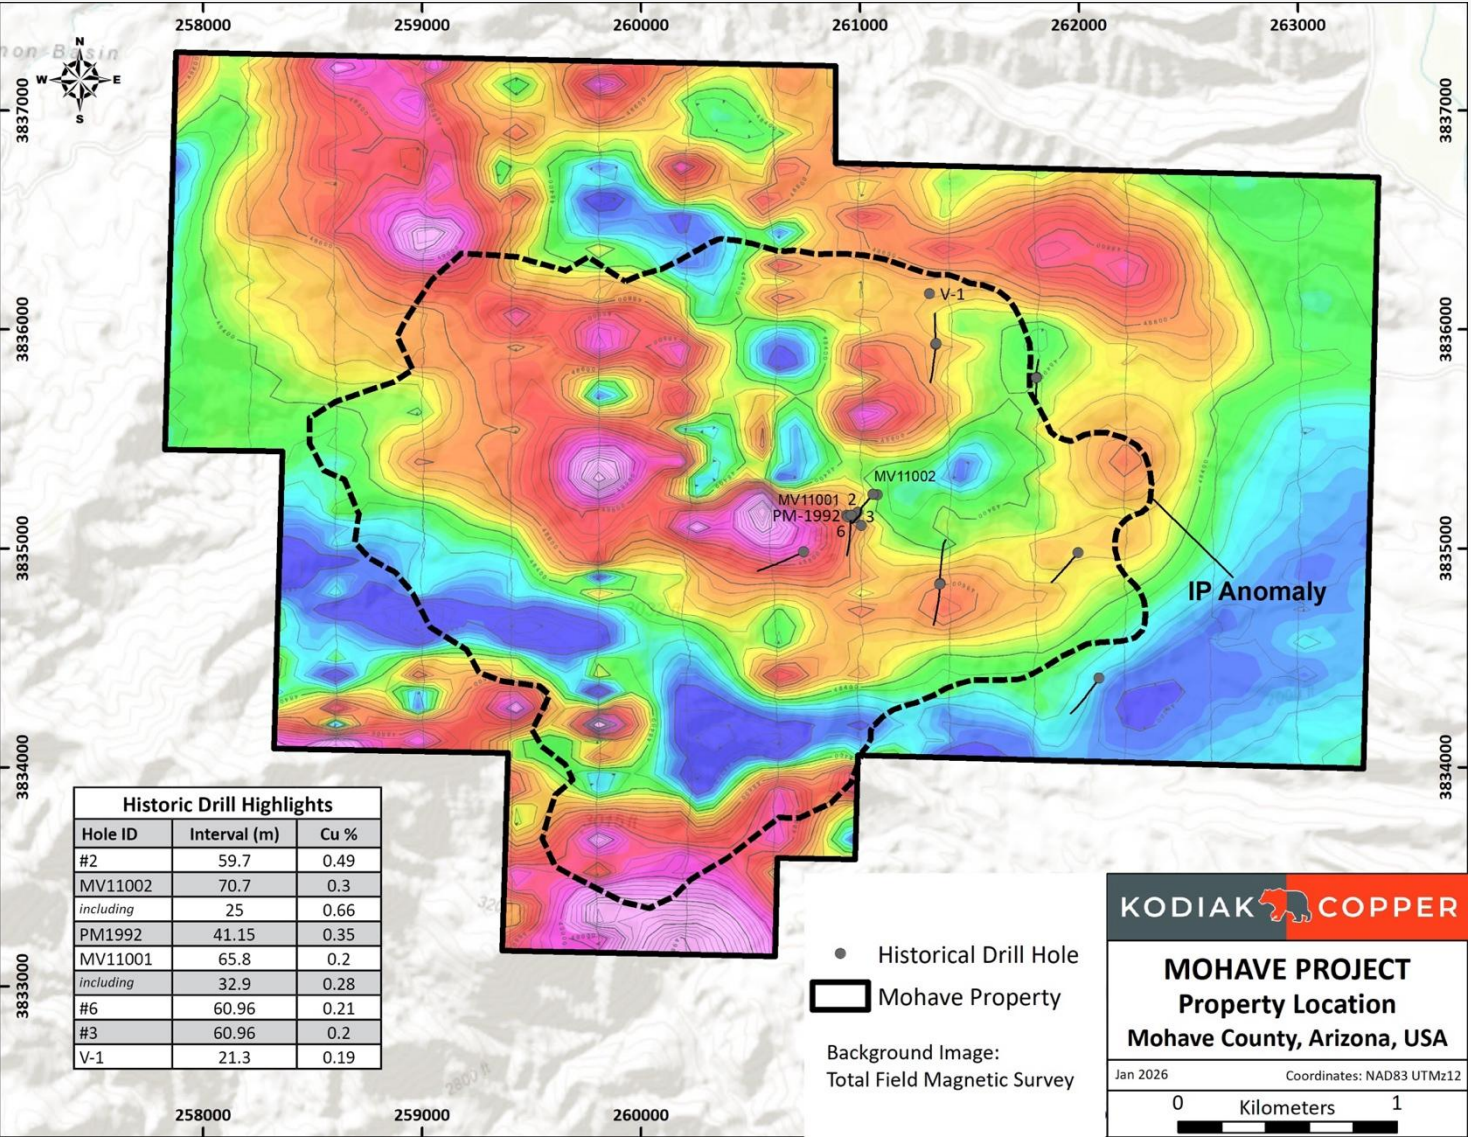 258000 259000 260000 261000 262000 263000
non Basin
N
W E
S
3837000 3837000
3836000 3836000
3835000 3835000
3834000 3834000
3833000
V-1
MV11002
MV11001 2
PM-1992 3
6
IP Anomaly
Historic Drill Highlights
Hole ID Interval (m) Cu %
#2 59.7 0.49
MV11002 70.7 0.3
including 25 0.66
PM1992 41.15 0.35
MV11001 65.8 0.2
including 32.9 0.28
#6 60.96 0.21
#3 60.96 0.2
V-1 21.3 0.19
2800 ft
258000 259000 260000
Historical Drill Hole
Mohave Property
Background Image:
Total Field Magnetic Survey
KODIAK COPPER
MOHAVE PROJECT
Property Location
Mohave County, Arizona, USA
Jan 2026 Coordinates: NAD83 UTMz12
0 Kilometers 1